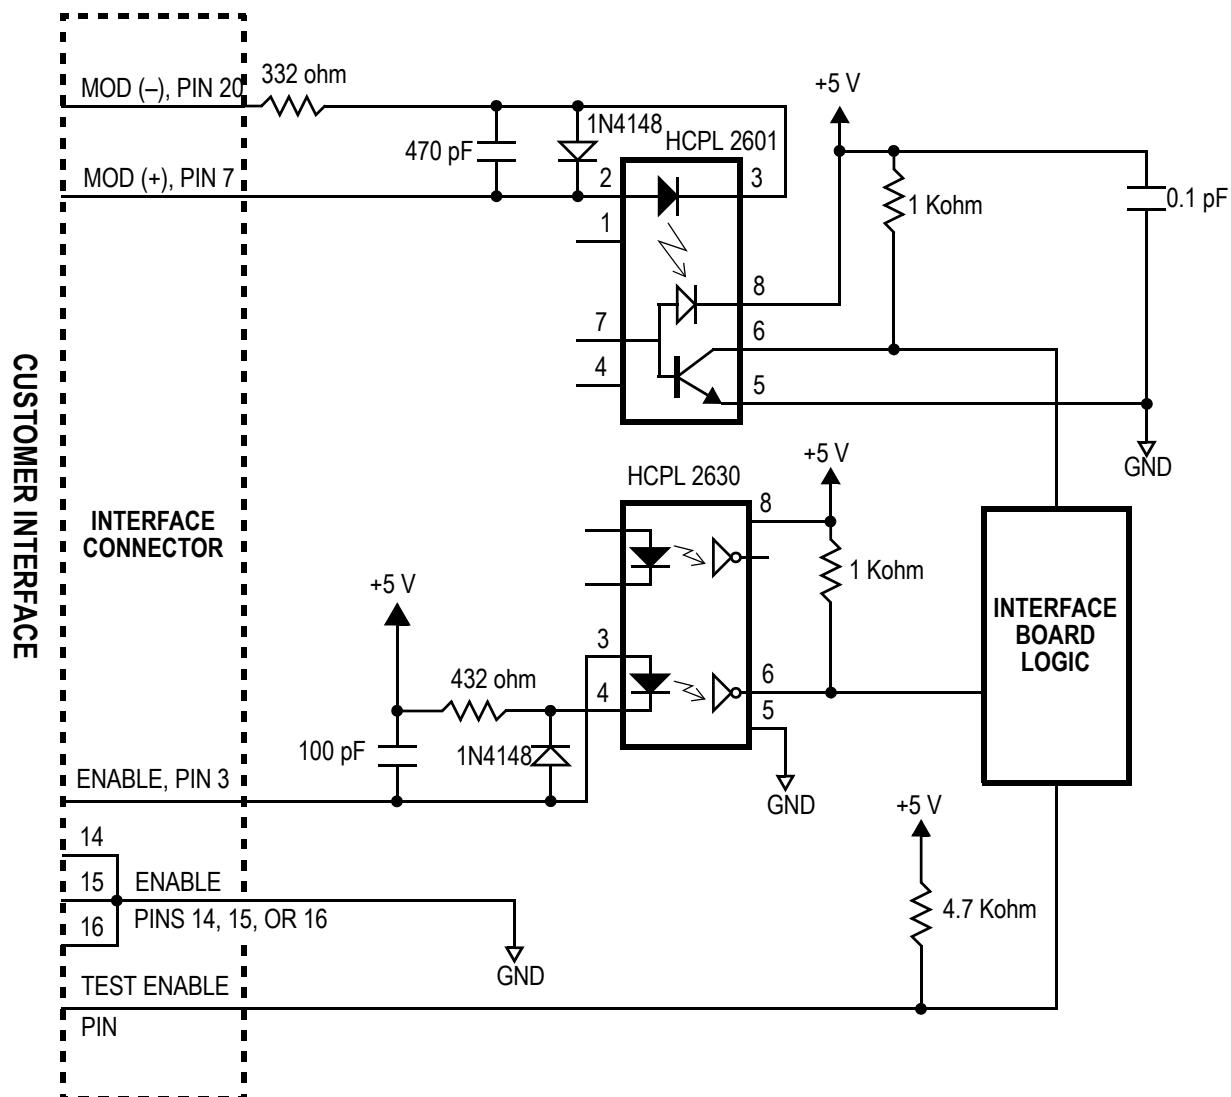 CUSTOMER INTERFACE
INTERFACE
CONNECTOR
MOD (–), PIN 20
332 ohm
MOD (+), PIN 7
470 pF
1N4148
HCPL 2601
2
3
1
7
4
8
6
5
+5 V
1 Kohm
0.1 pF
GND
HCPL 2630
8
+5 V
1 Kohm
3
4
6
5
GND
+5 V
432 ohm
100 pF
1N4148
ENABLE, PIN 3
14
15
16
ENABLE
PINS 14, 15, OR 16
GND
TEST ENABLE
PIN
+5 V
4.7 Kohm
INTERFACE
BOARD
LOGIC